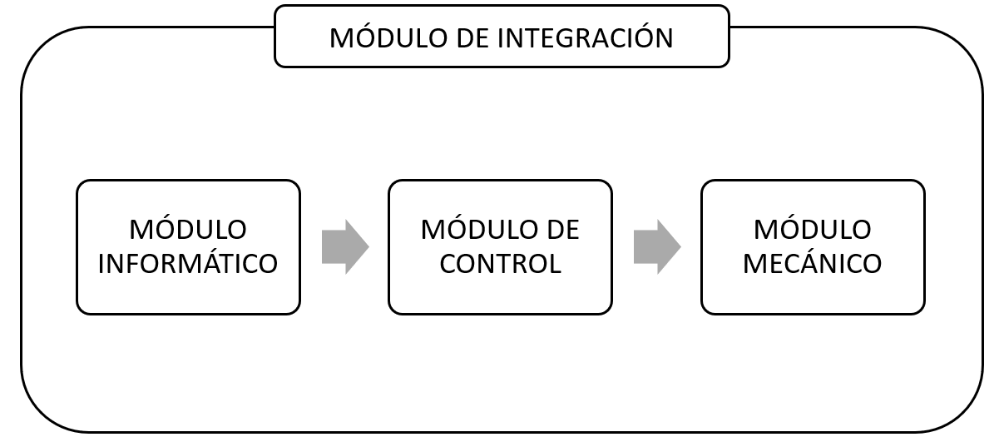 MÓDULO DE INTEGRACIÓN
MÓDULO
INFORMÁTICO
MÓDULO DE
CONTROL
MÓDULO
MECÁNICO